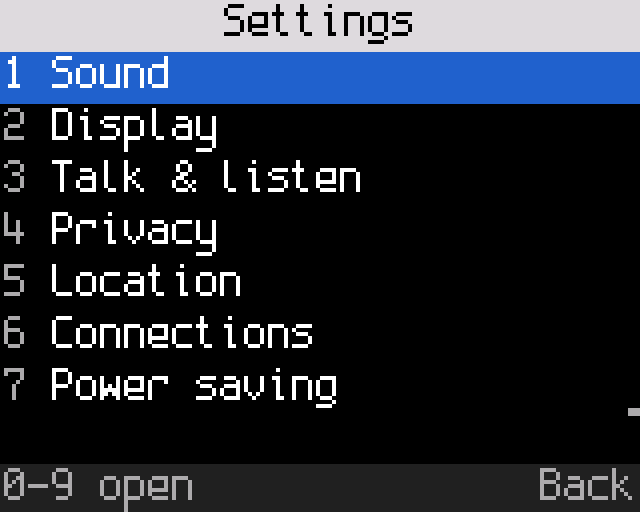 Settings
1 Sound
2 Display
3 Talk & listen
4 Privacy
5 Location
6 Connections
7 Power saving
0-9 open Back